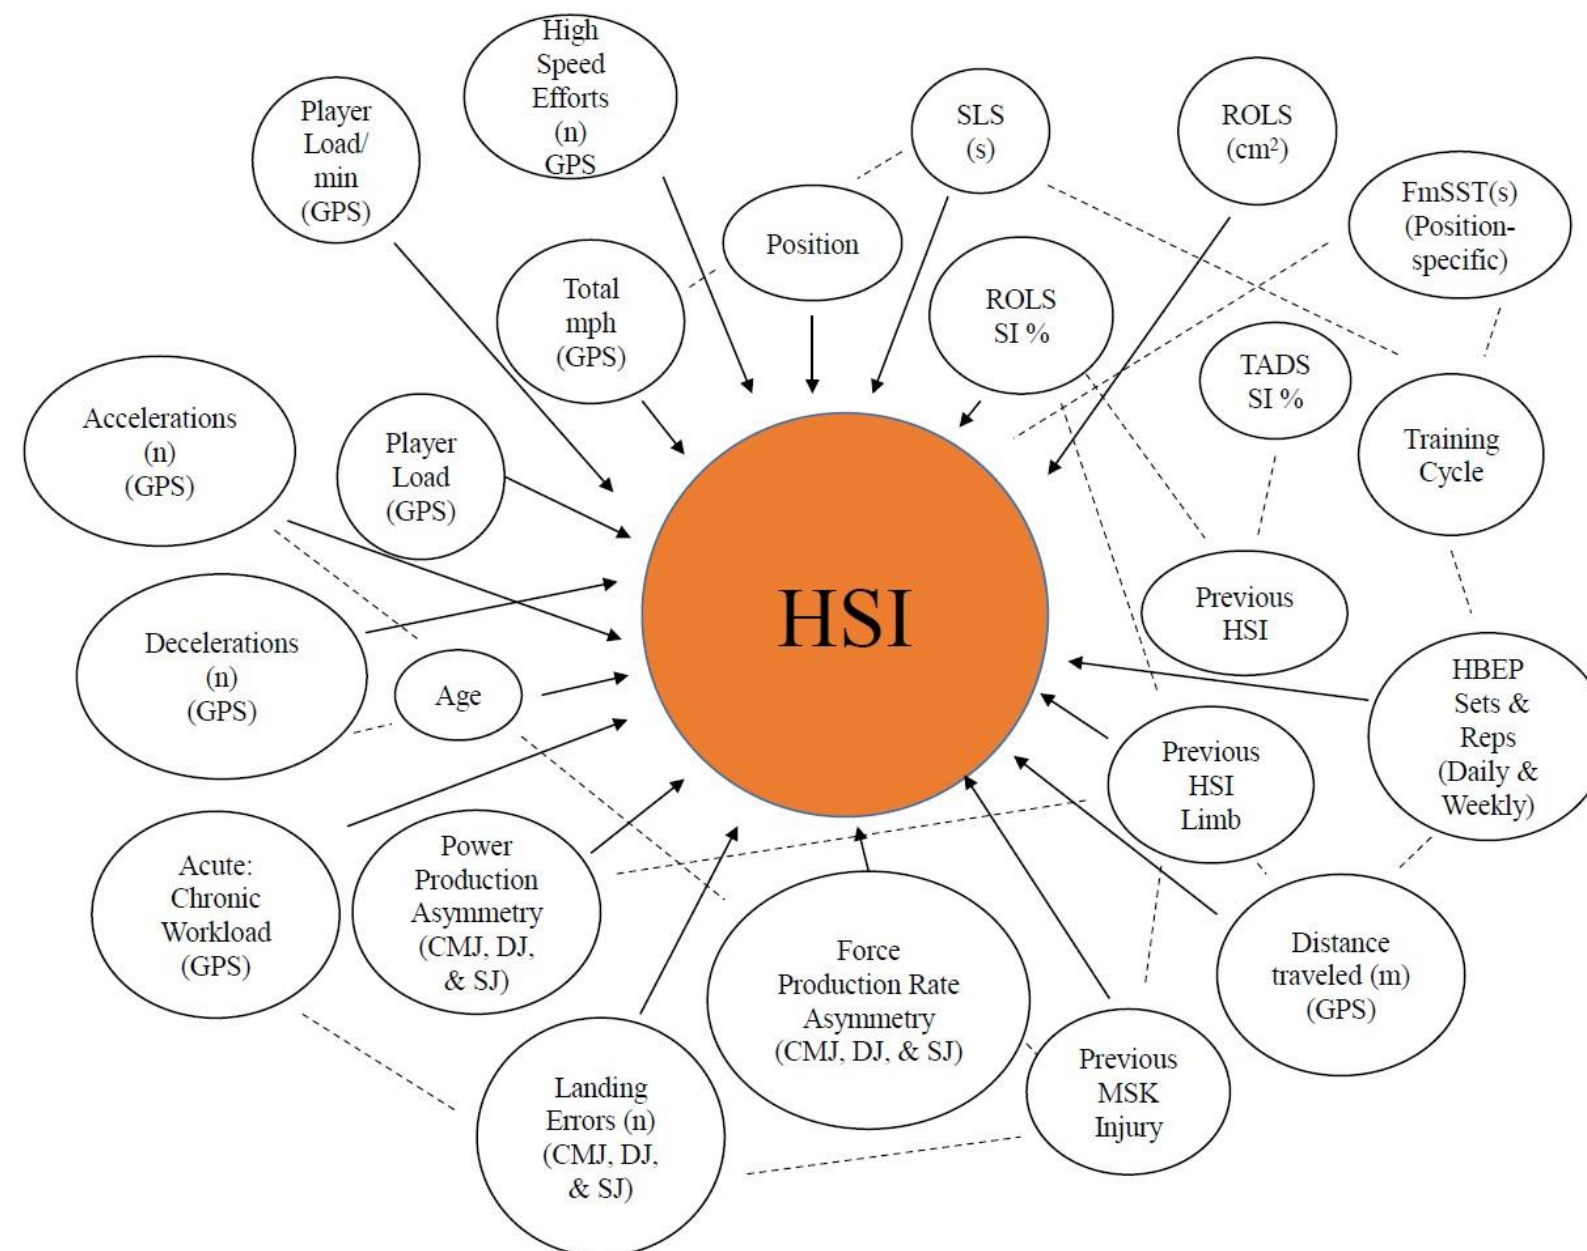 High
Speed
Efforts
(n)
GPS
Player
Load/
min
(GPS)
SLS
(s)
ROLS
(cm²)
FmSST(s)
(Position-
specific)
Position
Total
mph
(GPS)
ROLS
SI %
TADS
SI %
Accelerations
(n)
(GPS)
Player
Load
(GPS)
Training
Cycle
HSI
Previous
HSI
Decelerations
(n)
(GPS)
Age
HBEP
Sets &
Reps
(Daily &
Weekly)
Previous
HSI
Limb
Acute:
Chronic
Workload
(GPS)
Power
Production
Asymmetry
(CMJ, DJ,
& SJ)
Force
Production Rate
Asymmetry
(CMJ, DJ, & SJ)
Distance
traveled (m)
(GPS)
Landing
Errors (n)
(CMJ, DJ,
& SJ)
Previous
MSK
Injury